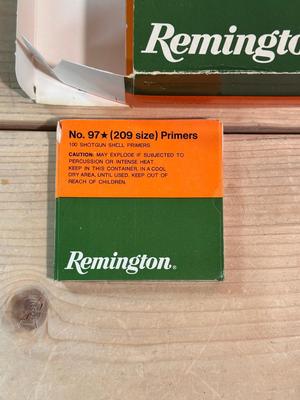 Remington
No. 97★(209 size) Primers
100 SHOTGUN SHELL PRIMERS
CAUTION: MAY EXPLODE IF SUBJECTED TO
PERCUSSION OR INTENSE HEAT.
KEEP IN THIS CONTAINER, IN A COOL
DRY AREA, UNTIL USED. KEEP OUT OF
REACH OF CHILDREN.
Remington®